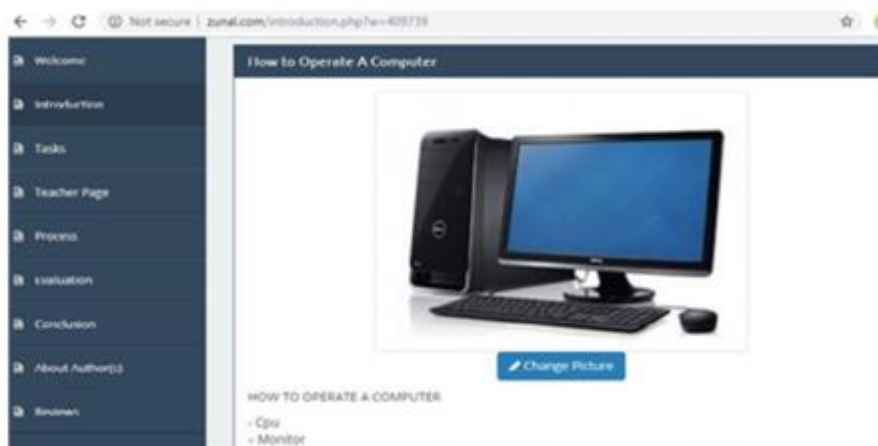 Not secure | zunal.com/introduction.php?w=409739
Welcome
Introduction
Tasks
Teacher Page
Process
Evaluation
Conclusion
About Author(s)
Reviews
How to Operate A Computer
DELL
Change Picture
HOW TO OPERATE A COMPUTER
- Cpu
- Monitor